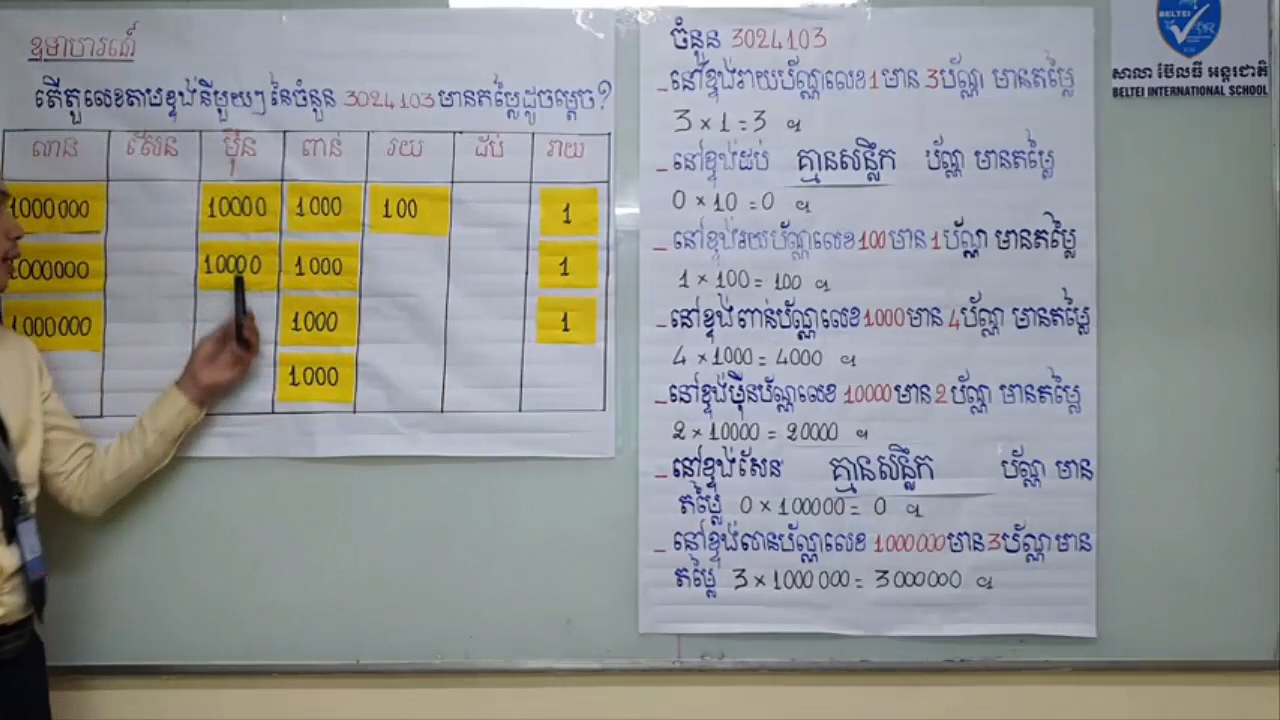 ឧទាហរណ៍
តើតួលេខតាមខ្ទង់នីមួយៗ នៃចំនួន 3024103 មានតម្លៃដូចម្តេច?
លាន សែន ម៉ឺន ពាន់ រយ ដប់ រាយ
1000000 10000 1000 100 1
1000000 10000 1000 1
1000000 1000 1
1000
ចំនួន 3024103
_ នៅខ្ទង់រាយប័ណ្ណលេខ 1 មាន 3 ប័ណ្ណ មានតម្លៃ
3 × 1 = 3 ។
_ នៅខ្ទង់ដប់ គ្មានសន្លឹក ប័ណ្ណ មានតម្លៃ
0 × 10 = 0 ។
_ នៅខ្ទង់រយប័ណ្ណលេខ 100 មាន 1 ប័ណ្ណ មានតម្លៃ
1 × 100 = 100 ។
_ នៅខ្ទង់ពាន់ប័ណ្ណលេខ 1000 មាន 4 ប័ណ្ណ មានតម្លៃ
4 × 1000 = 4000 ។
_ នៅខ្ទង់ម៉ឺនប័ណ្ណលេខ 10000 មាន 2 ប័ណ្ណ មានតម្លៃ
2 × 10000 = 20000 ។
_ នៅខ្ទង់សែន គ្មានសន្លឹក ប័ណ្ណ មាន
តម្លៃ 0 × 100000 = 0 ។
_ នៅខ្ទង់លានប័ណ្ណលេខ 1000000 មាន 3 ប័ណ្ណ មាន
តម្លៃ 3 × 1000000 = 3000000 ។
BELTEI
សាលា ប៊ែលធី អន្តរជាតិ
BELTEI INTERNATIONAL SCHOOL